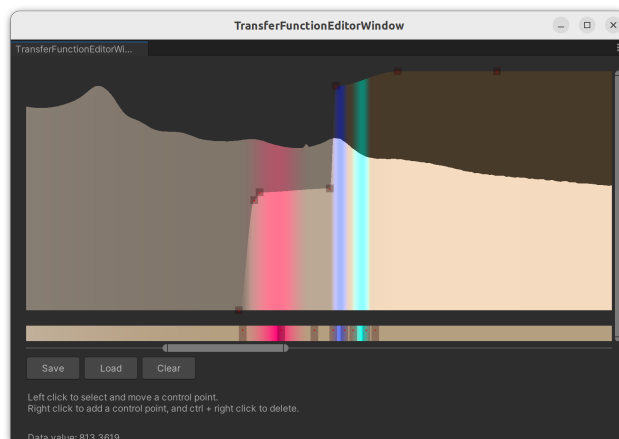 TransferFunctionEditorWindow
TransferFunctionEditorWi...
Save Load Clear
Left click to select and move a control point.
Right click to add a control point, and ctrl + right click to delete.
Data value: 813.3619